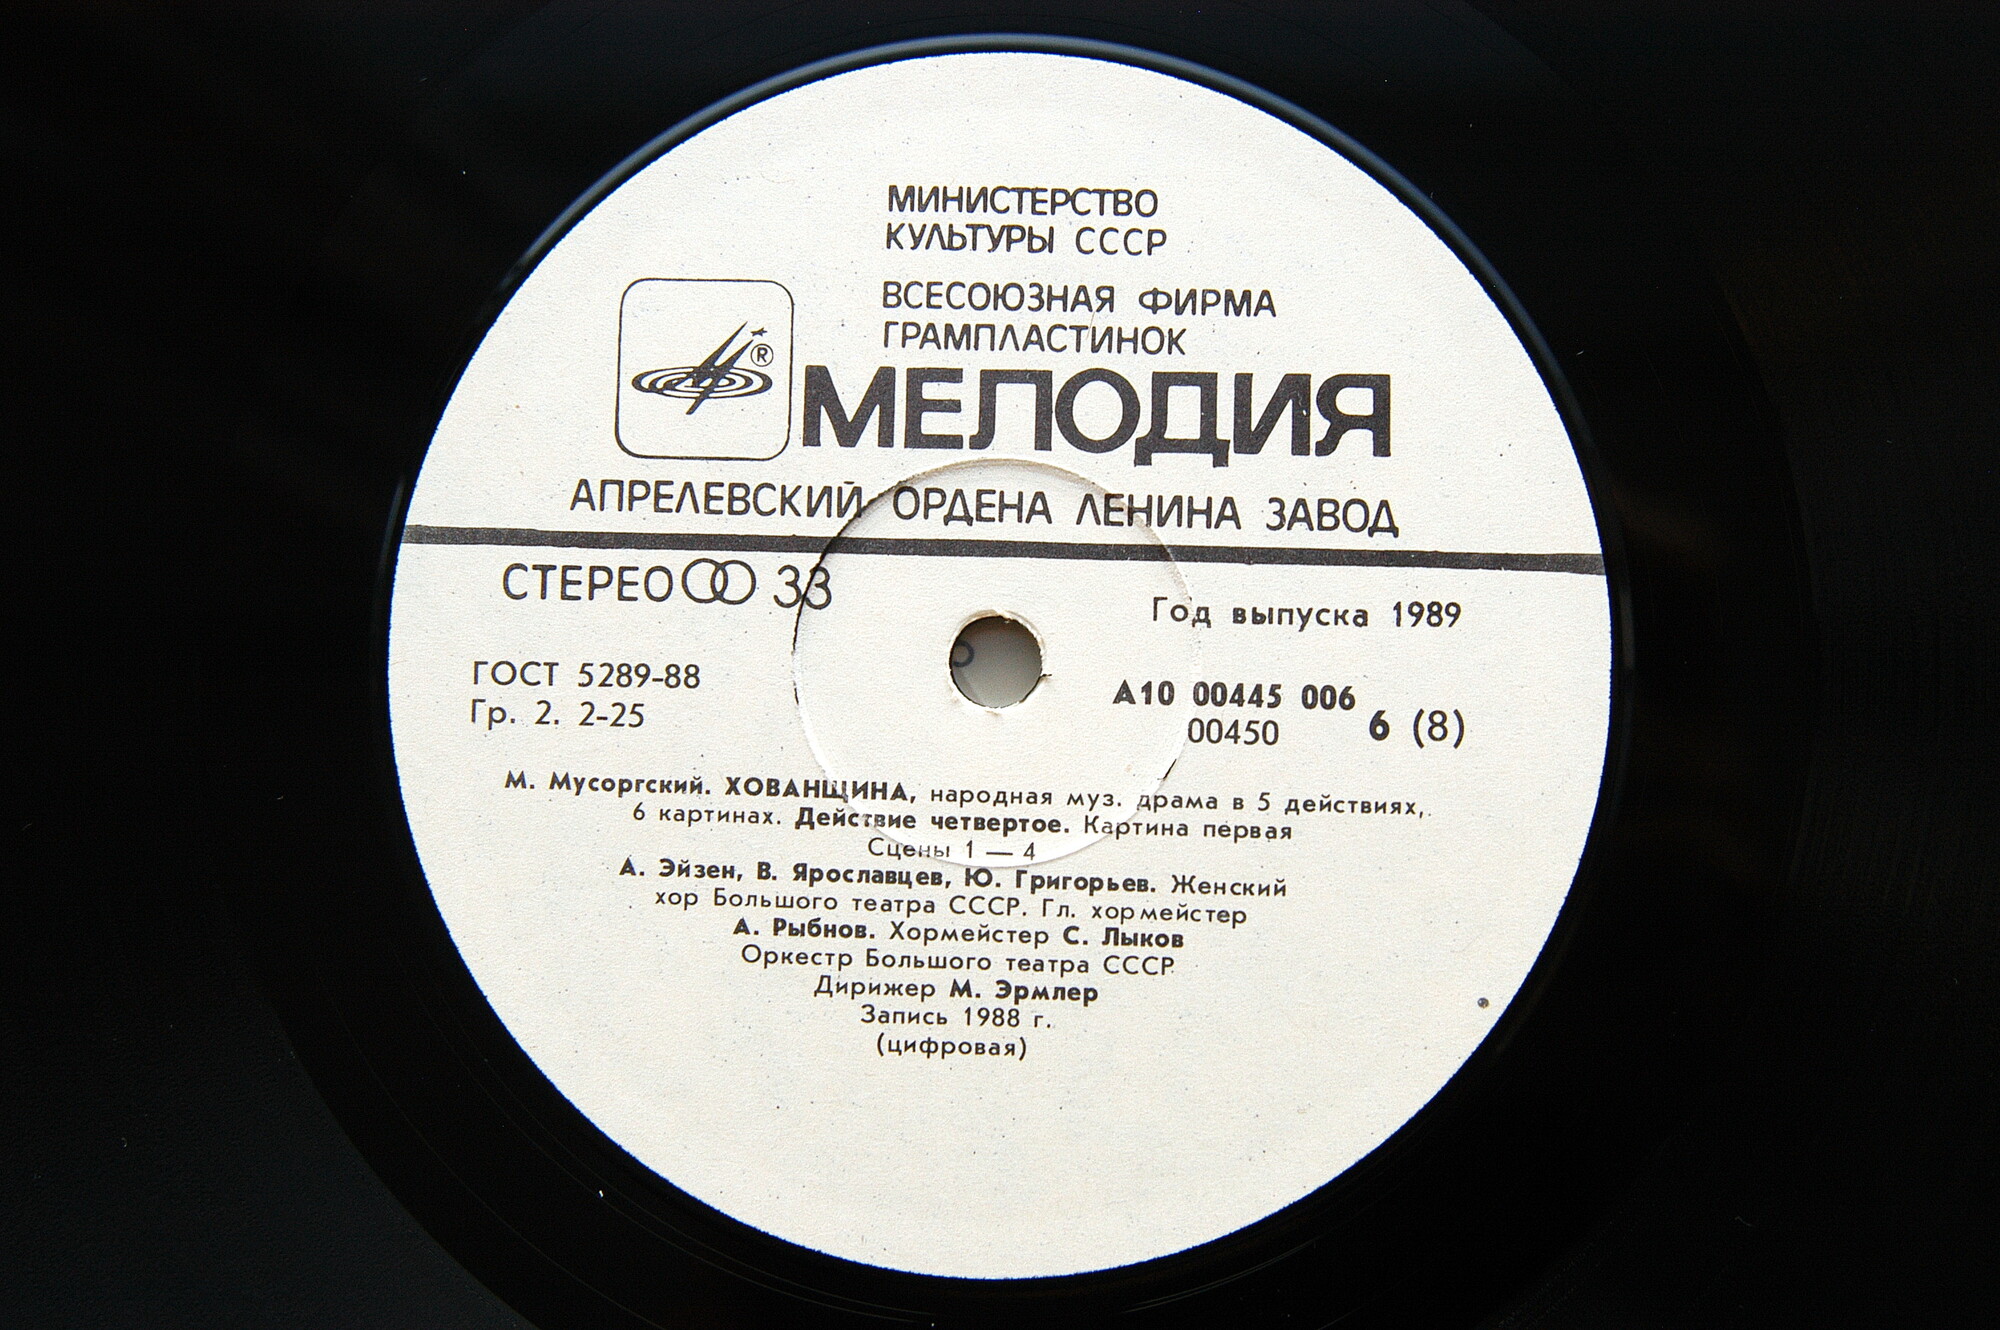 МИНИСТЕРСТВО
КУЛЬТУРЫ СССР
ВСЕСОЮЗНАЯ ФИРМА
ГРАМПЛАСТИНОК
®
МЕЛОДИЯ
АПРЕЛЕВСКИЙ ОРДЕНА ЛЕНИНА ЗАВОД
СТЕРЕО 33
Год выпуска 1989
ГОСТ 5289-88
Гр. 2. 2-25
А10 00445 006
00450
6 (8)
М. Мусоргский. ХОВАНЩИНА, народная муз. драма в 5 действиях,
6 картинах. Действие четвертое. Картина первая
Сцены 1 — 4
А. Эйзен, В. Ярославцев, Ю. Григорьев. Женский
хор Большого театра СССР. Гл. хормейстер
А. Рыбнов. Хормейстер С. Лыков
Оркестр Большого театра СССР
Дирижер М. Эрмлер
Запись 1988 г.
(цифровая)